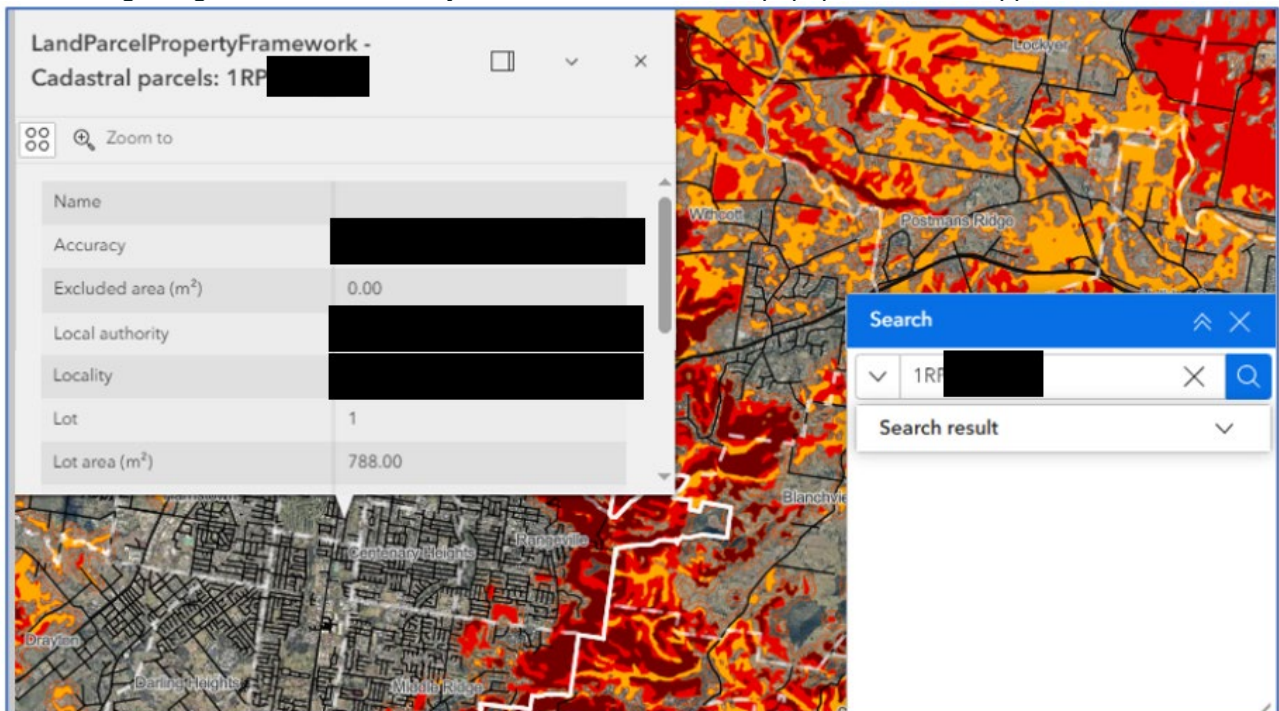 LandParcelPropertyFramework -
Cadastral parcels: 1RP
Zoom to
Name
Accuracy
Excluded area (m²) 0.00
Local authority
Locality
Lot 1
Lot area (m²) 788.00
Lockyer
Withcott
Postmans Ridge
Search
1RP
Search result
Blanchvie
Centenary Heights
Rangeville
Drayton
Darling Heights
Middle Ridge